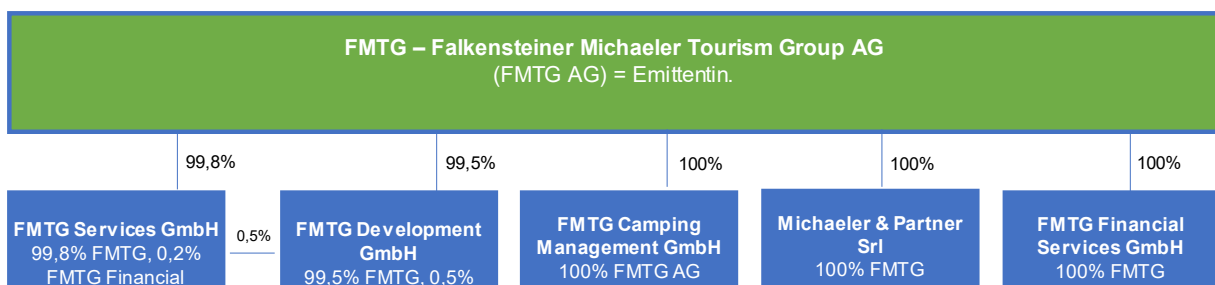 FMTG – Falkensteiner Michaeler Tourism Group AG
(FMTG AG) = Emittentin.
99,8%
99,5%
100%
100%
100%
FMTG Services GmbH
99,8% FMTG, 0,2%
FMTG Financial
0,5%
FMTG Development
GmbH
99,5% FMTG, 0,5%
FMTG Camping
Management GmbH
100% FMTG AG
Michaeler & Partner
Srl
100% FMTG
FMTG Financial
Services GmbH
100% FMTG